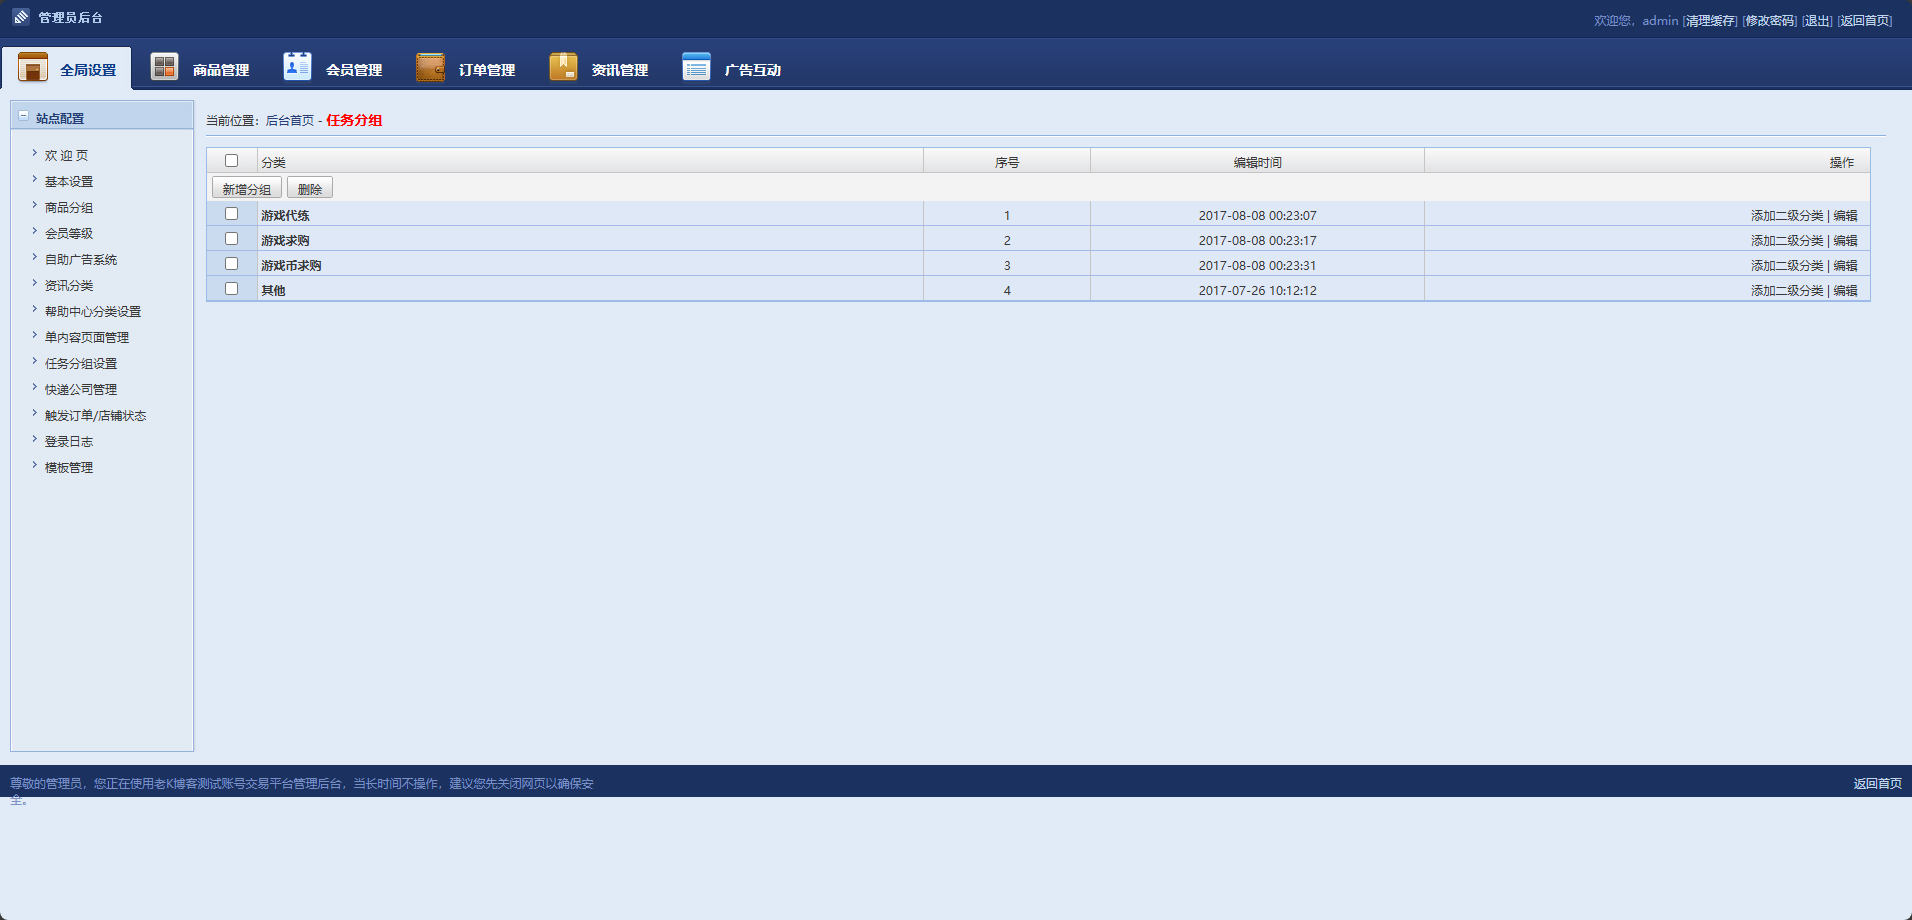 管理员后台
欢迎您，admin [清理缓存] [修改密码] [退出] [返回首页]
全局设置 商品管理 会员管理 订单管理 资讯管理 广告互动
站点配置
欢 迎 页
基本设置
商品分组
会员等级
自助广告系统
资讯分类
帮助中心分类设置
单内容页面管理
任务分组设置
快递公司管理
触发订单/店铺状态
登录日志
模板管理
当前位置：后台首页 - 任务分组
分类 序号 编辑时间 操作
新增分组 删除
游戏代练 1 2017-08-08 00:23:07 添加二级分类 | 编辑
游戏求购 2 2017-08-08 00:23:17 添加二级分类 | 编辑
游戏币求购 3 2017-08-08 00:23:31 添加二级分类 | 编辑
其他 4 2017-07-26 10:12:12 添加二级分类 | 编辑
尊敬的管理员，您正在使用老K博客测试账号交易平台管理后台，当长时间不操作，建议您先关闭网页以确保安
全。
返回首页